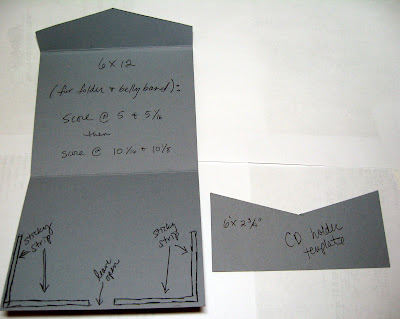 6 x 12
(for folder & belly band):
Score @ 5 & 5 1/16
then
score @ 10 1/16 + 10 1/8
sticky
strip
leave
open
sticky
strip
6" x 2 3/4"
CD holder
template